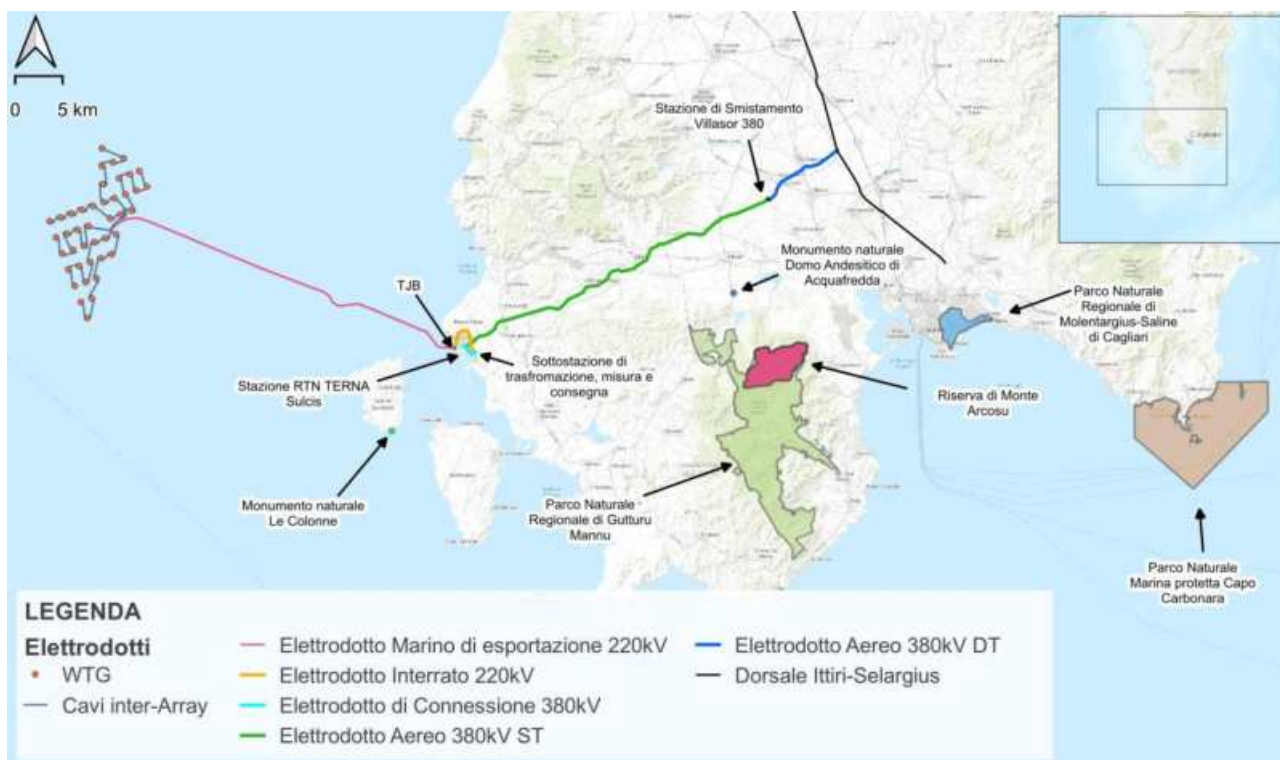 0 5 km
Stazione di Smistamento
Villasor 380
Cagliari
Monumento naturale
Domo Andesitico di
Acquafredda
TJB
Parco Naturale
Regionale di
Molentargius-Saline
di Cagliari
Stazione RTN TERNA
Sulcis
Sottostazione di
trasfromazione, misura e
consegna
Riserva di Monte
Arcosu
Monumento naturale
Le Colonne
Parco Naturale
Regionale di Gutturu
Mannu
Parco Naturale
Marina protetta Capo
Carbonara
LEGENDA
Elettrodotti
WTG
Cavi inter-Array
Elettrodotto Marino di esportazione 220kV
Elettrodotto Interrato 220kV
Elettrodotto di Connessione 380kV
Elettrodotto Aereo 380kV ST
Elettrodotto Aereo 380kV DT
Dorsale Ittiri-Selargius